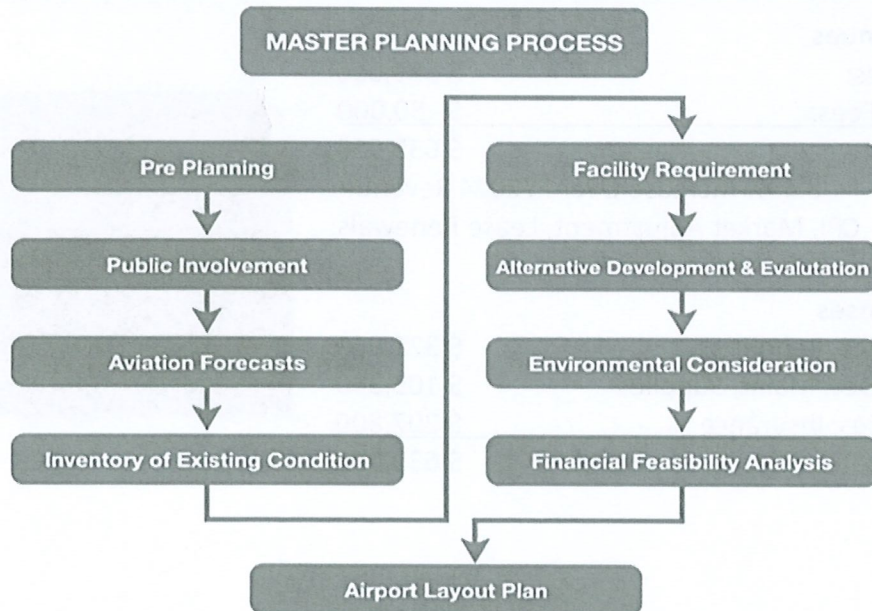 MASTER PLANNING PROCESS
Pre Planning
Public Involvement
Aviation Forecasts
Inventory of Existing Condition
Facility Requirement
Alternative Development & Evalutation
Environmental Consideration
Financial Feasibility Analysis
Airport Layout Plan